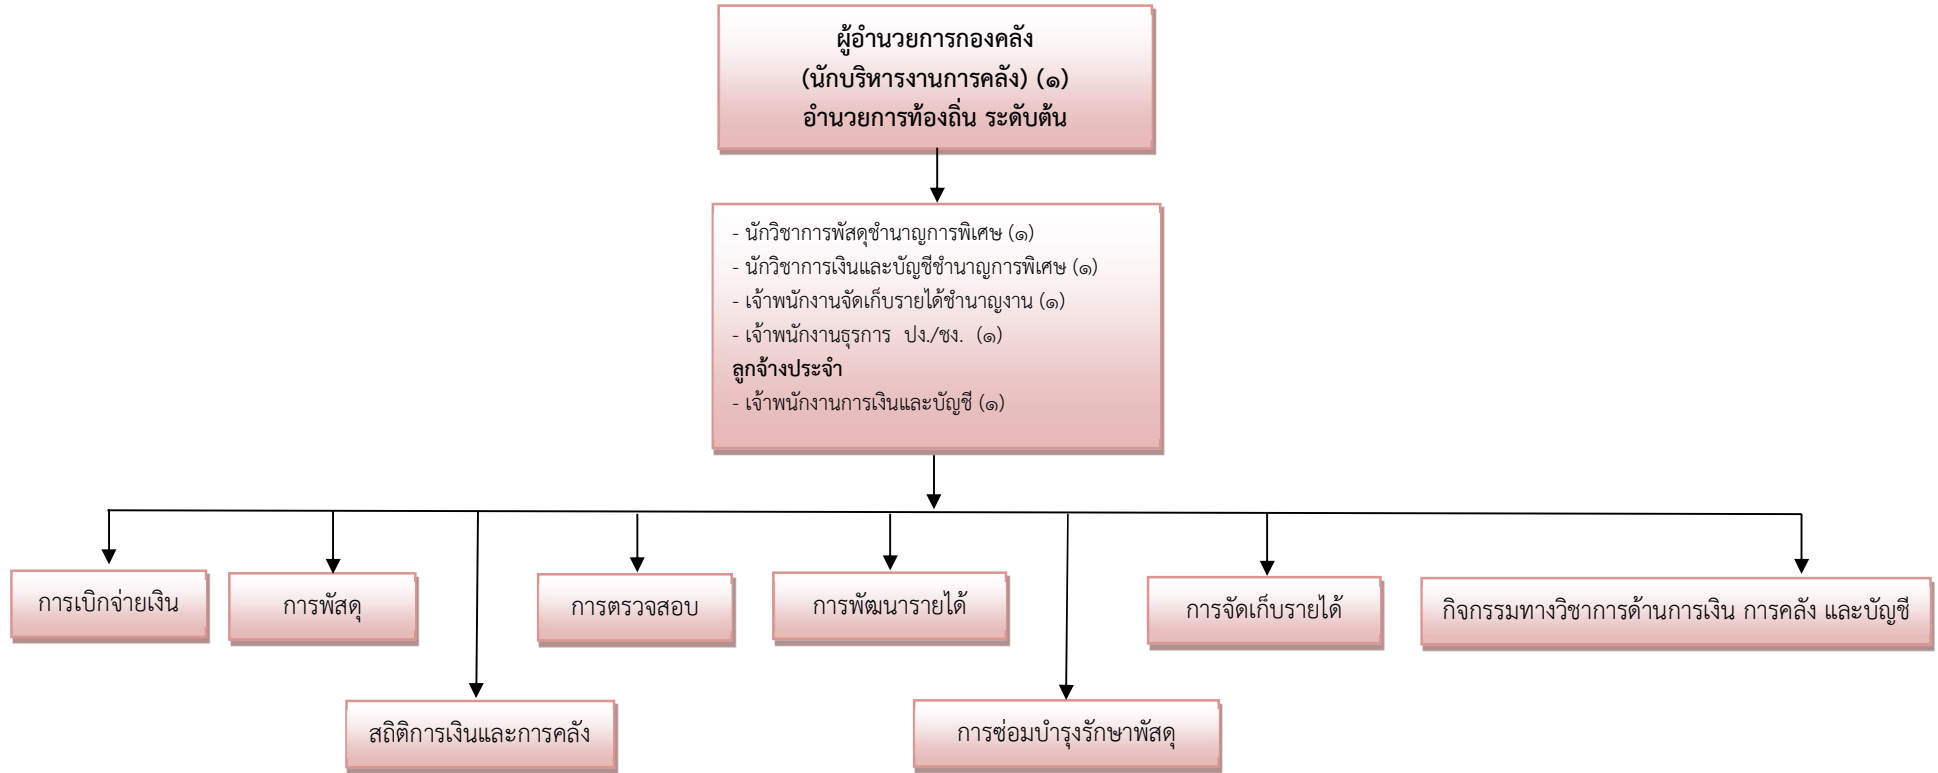 ผู้อำนวยการกองคลัง
(นักบริหารงานการคลัง) (๑)
อำนวยการท้องถิ่น ระดับต้น
- นักวิชาการพัสดุชำนาญการพิเศษ (๑)
- นักวิชาการเงินและบัญชีชำนาญการพิเศษ (๑)
- เจ้าพนักงานจัดเก็บรายได้ชำนาญงาน (๑)
- เจ้าพนักงานธุรการ ปง./ชง. (๑)
ลูกจ้างประจำ
- เจ้าพนักงานการเงินและบัญชี (๑)
การเบิกจ่ายเงิน
การพัสดุ
การตรวจสอบ
การพัฒนารายได้
การจัดเก็บรายได้
กิจกรรมทางวิชาการด้านการเงิน การคลัง และบัญชี
สถิติการเงินและการคลัง
การซ่อมบำรุงรักษาพัสดุ